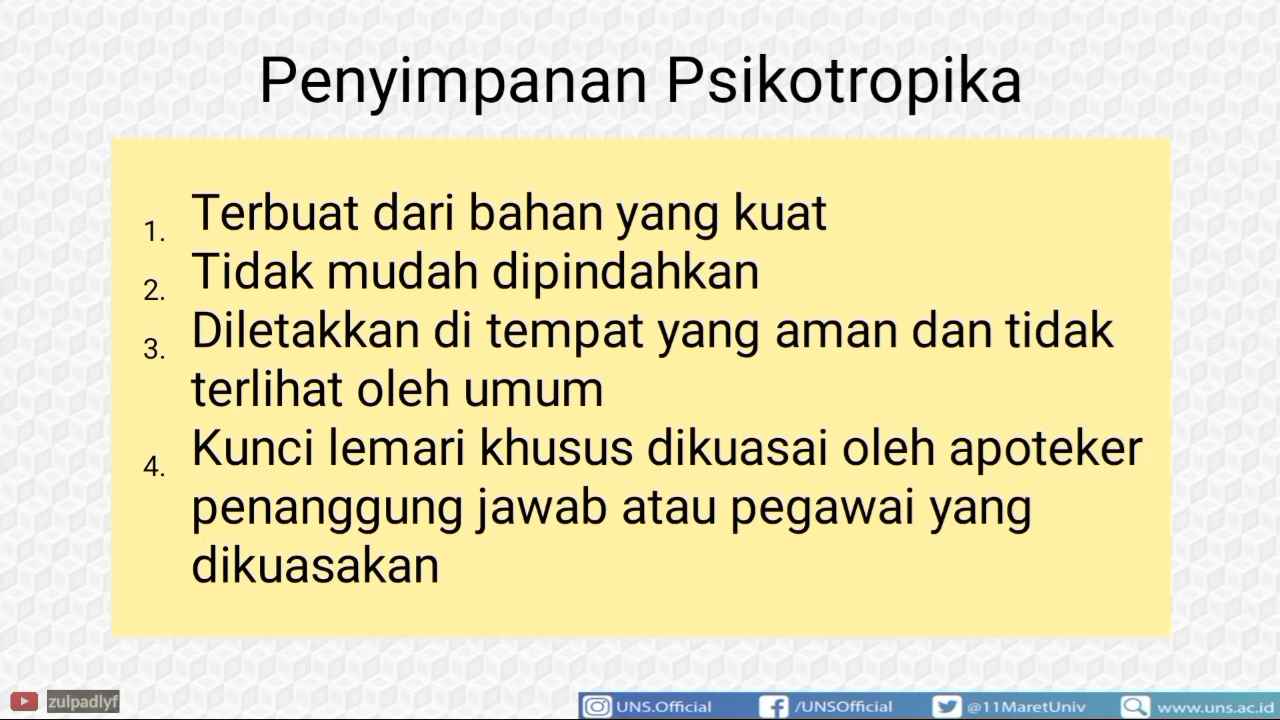 Penyimpanan Psikotropika
1. Terbuat dari bahan yang kuat
2. Tidak mudah dipindahkan
3. Diletakkan di tempat yang aman dan tidak
terlihat oleh umum
4. Kunci lemari khusus dikuasai oleh apoteker
penanggung jawab atau pegawai yang
dikuasakan
zulpadlyf
UNS.Official /UNSOfficial @11MaretUniv www.uns.ac.id